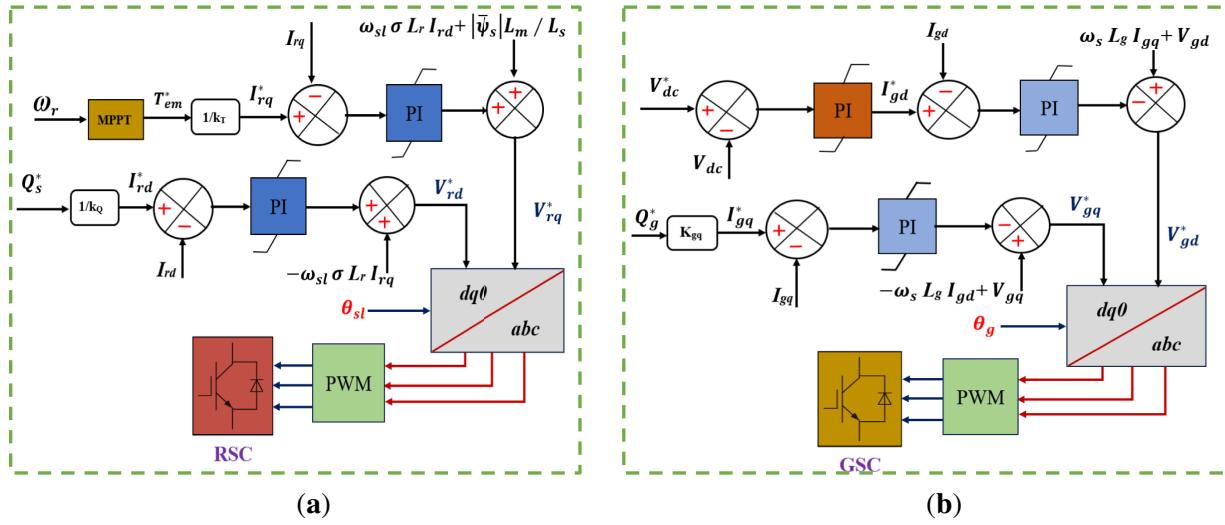 ω_sl σ L_r I_rd + |ψ̄_s| L_m / L_s
I_rq
ω_r
MPPT
T*_em
1/k_T
I*_rq
+
−
PI
+
+
Q*_s
1/k_Q
I*_rd
+
−
PI
+
+
V*_rd
V*_rq
I_rd
−ω_sl σ L_r I_rq
θ_sl
dq0
abc
PWM
RSC
(a)
I_gd
ω_s L_g I_gq + V_gd
V*_dc
+
−
PI
I*_gd
−
+
PI
−
+
V_dc
Q*_g
K_gq
I*_gq
+
−
PI
−
+
V*_gq
V*_gd
I_gq
−ω_s L_g I_gd + V_gq
θ_g
dq0
abc
PWM
GSC
(b)